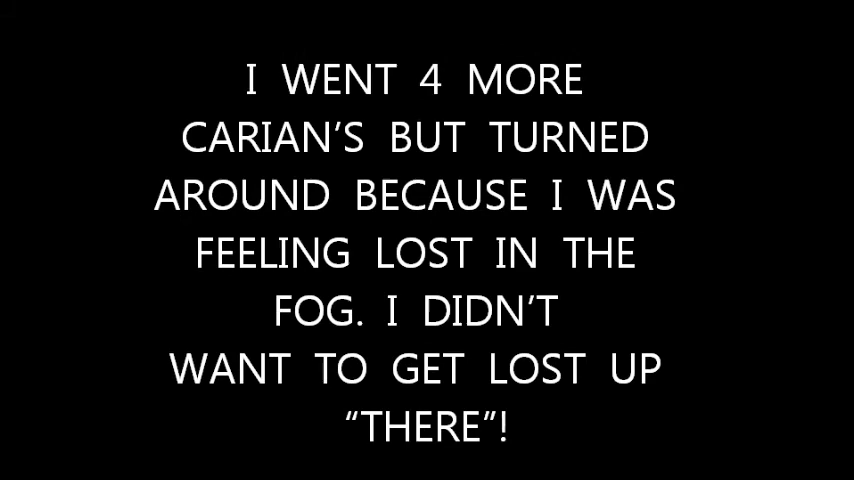 I WENT 4 MORE
CARIAN’S BUT TURNED
AROUND BECAUSE I WAS
FEELING LOST IN THE
FOG. I DIDN’T
WANT TO GET LOST UP
“THERE”!